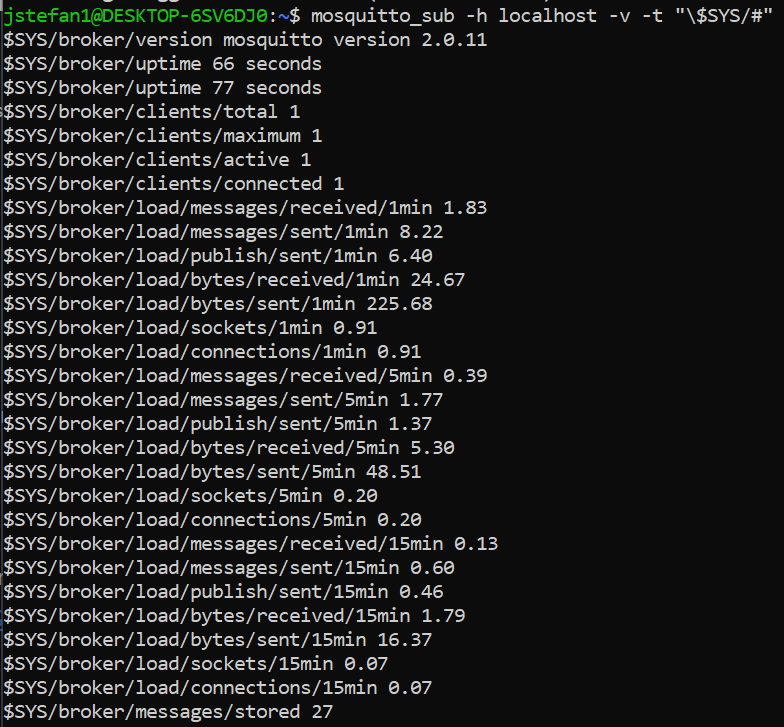 jstefan1@DESKTOP-6SV6DJ0:~$ mosquitto_sub -h localhost -v -t "\$SYS/#"
$SYS/broker/version mosquitto version 2.0.11
$SYS/broker/uptime 66 seconds
$SYS/broker/uptime 77 seconds
$SYS/broker/clients/total 1
$SYS/broker/clients/maximum 1
$SYS/broker/clients/active 1
$SYS/broker/clients/connected 1
$SYS/broker/load/messages/received/1min 1.83
$SYS/broker/load/messages/sent/1min 8.22
$SYS/broker/load/publish/sent/1min 6.40
$SYS/broker/load/bytes/received/1min 24.67
$SYS/broker/load/bytes/sent/1min 225.68
$SYS/broker/load/sockets/1min 0.91
$SYS/broker/load/connections/1min 0.91
$SYS/broker/load/messages/received/5min 0.39
$SYS/broker/load/messages/sent/5min 1.77
$SYS/broker/load/publish/sent/5min 1.37
$SYS/broker/load/bytes/received/5min 5.30
$SYS/broker/load/bytes/sent/5min 48.51
$SYS/broker/load/sockets/5min 0.20
$SYS/broker/load/connections/5min 0.20
$SYS/broker/load/messages/received/15min 0.13
$SYS/broker/load/messages/sent/15min 0.60
$SYS/broker/load/publish/sent/15min 0.46
$SYS/broker/load/bytes/received/15min 1.79
$SYS/broker/load/bytes/sent/15min 16.37
$SYS/broker/load/sockets/15min 0.07
$SYS/broker/load/connections/15min 0.07
$SYS/broker/messages/stored 27